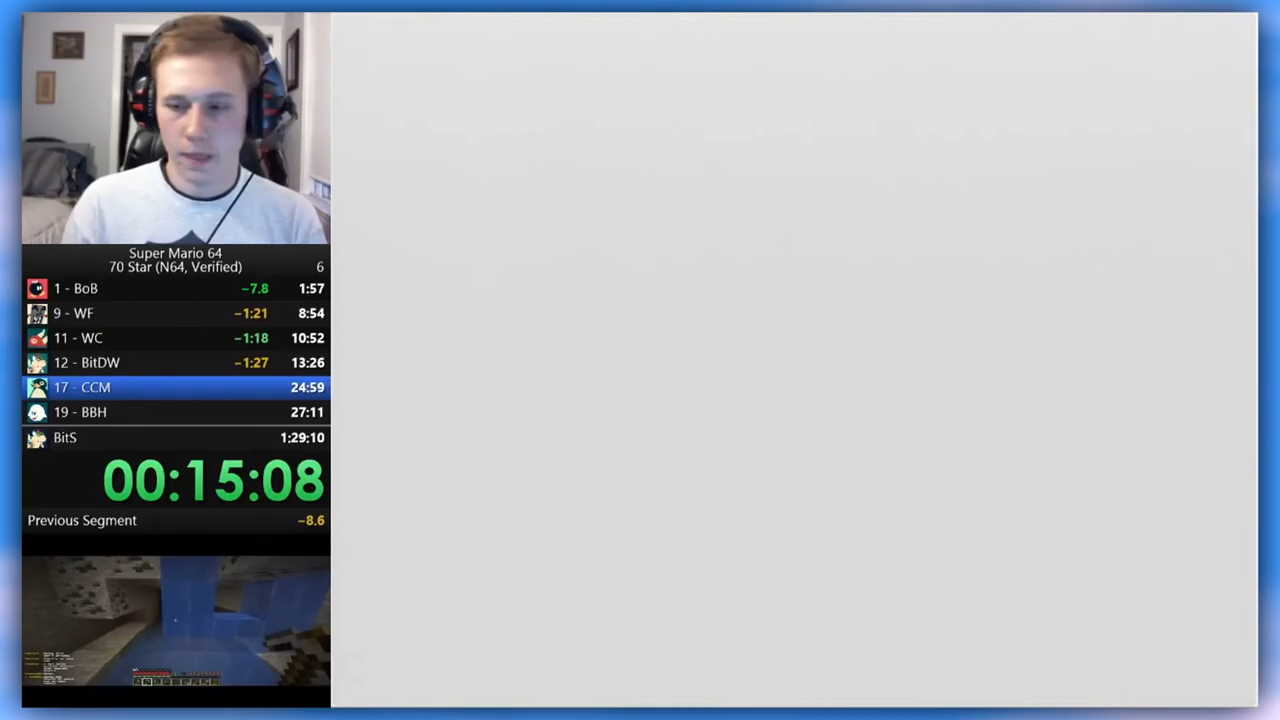 Super Mario 64
70 Star (N64, Verified) 6
1 - BoB −7.8 1:57
9 - WF −1:21 8:54
11 - WC −1:18 10:52
12 - BitDW −1:27 13:26
17 - CCM 24:59
19 - BBH 27:11
BitS 1:29:10
00:15:08
Previous Segment −8.6